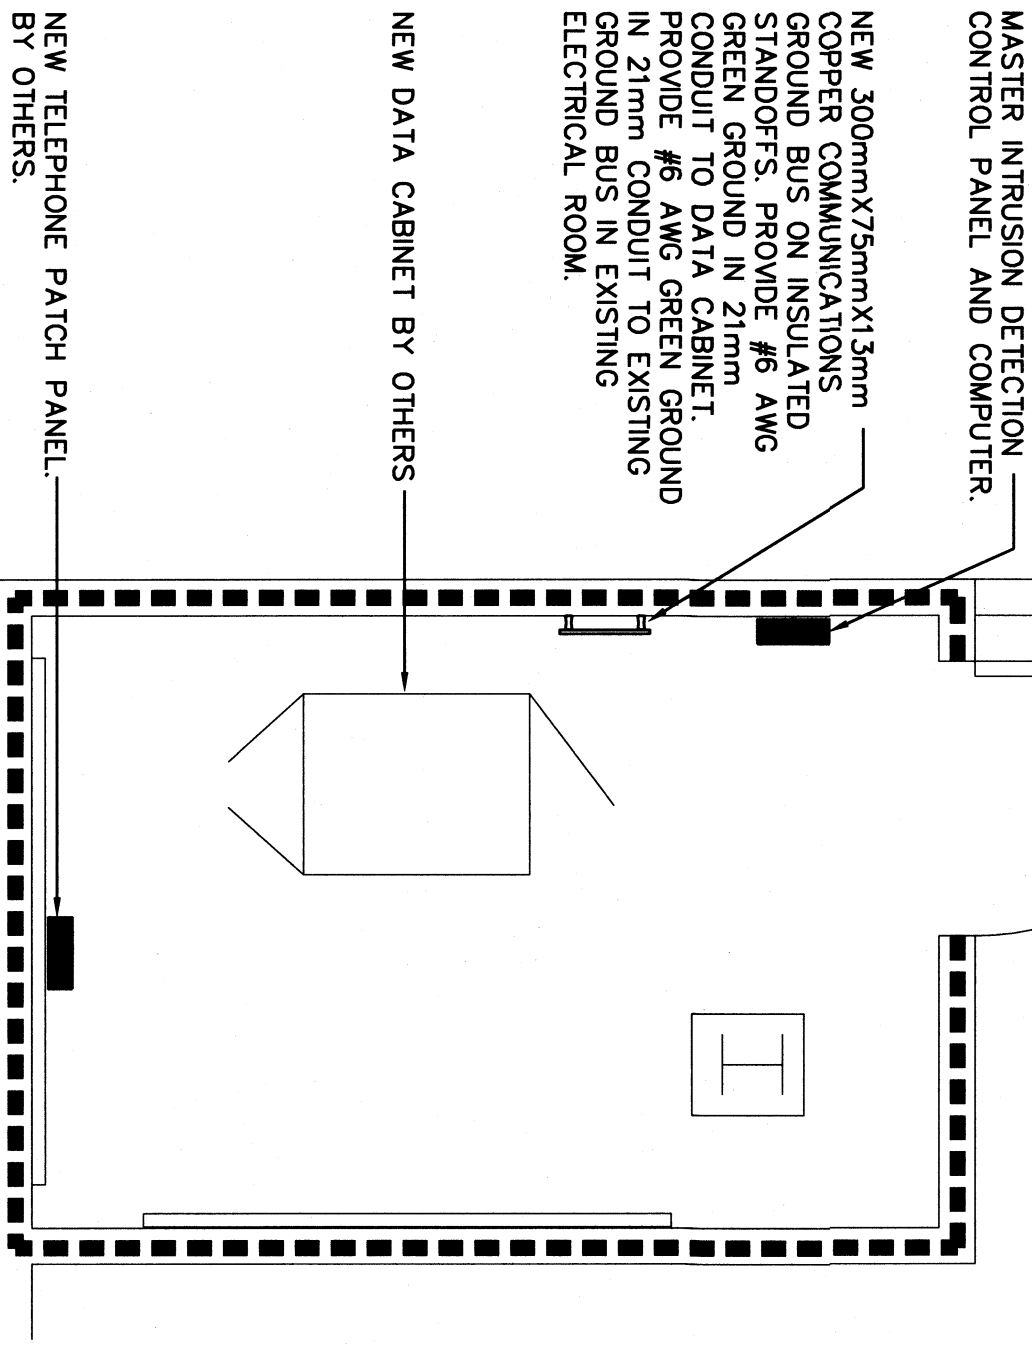 MASTER INTRUSION DETECTION
CONTROL PANEL AND COMPUTER.
NEW 300mmX75mmX13mm
COPPER COMMUNICATIONS
GROUND BUS ON INSULATED
STANDOFFS. PROVIDE #6 AWG
GREEN GROUND IN 21mm
CONDUIT TO DATA CABINET.
PROVIDE #6 AWG GREEN GROUND
IN 21mm CONDUIT TO EXISTING
GROUND BUS IN EXISTING
ELECTRICAL ROOM.
NEW DATA CABINET BY OTHERS
NEW TELEPHONE PATCH PANEL.
BY OTHERS.